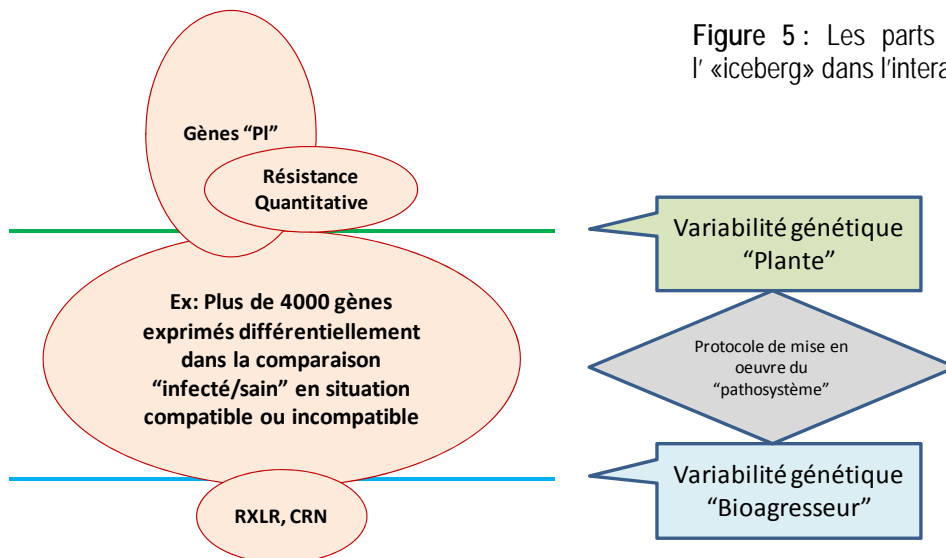 Figure 5 : Les parts
l' «iceberg» dans l'intera
Gènes "Pl"
Résistance
Quantitative
Variabilité génétique
"Plante"
Ex: Plus de 4000 gènes
exprimés différentiellement
dans la comparaison
"infecté/sain" en situation
compatible ou incompatible
Protocole de mise en
oeuvre du
"pathosystème"
Variabilité génétique
"Bioagresseur"
RXLR, CRN